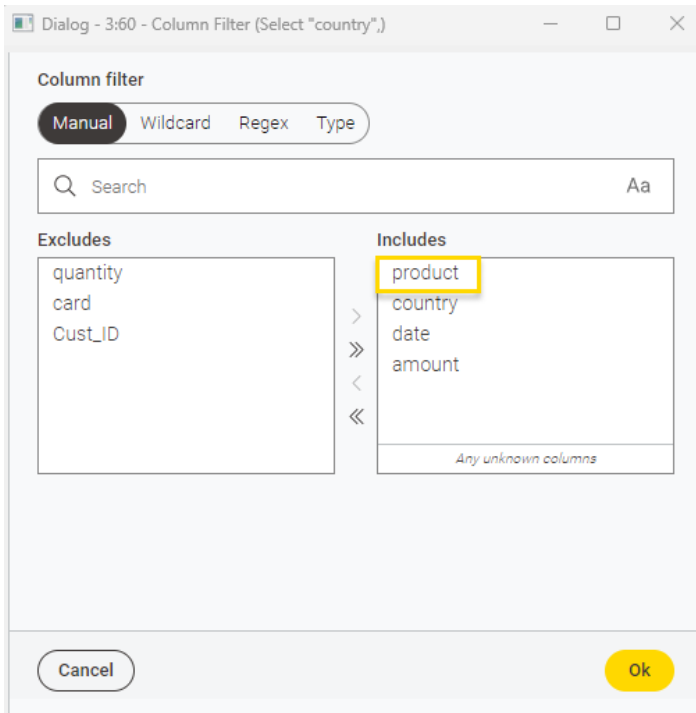 Dialog - 3:60 - Column Filter (Select "country",)
Column filter
Manual Wildcard Regex Type
Search Aa
Excludes
quantity
card
Cust_ID
Includes
product
country
date
amount
Any unknown columns
Cancel Ok